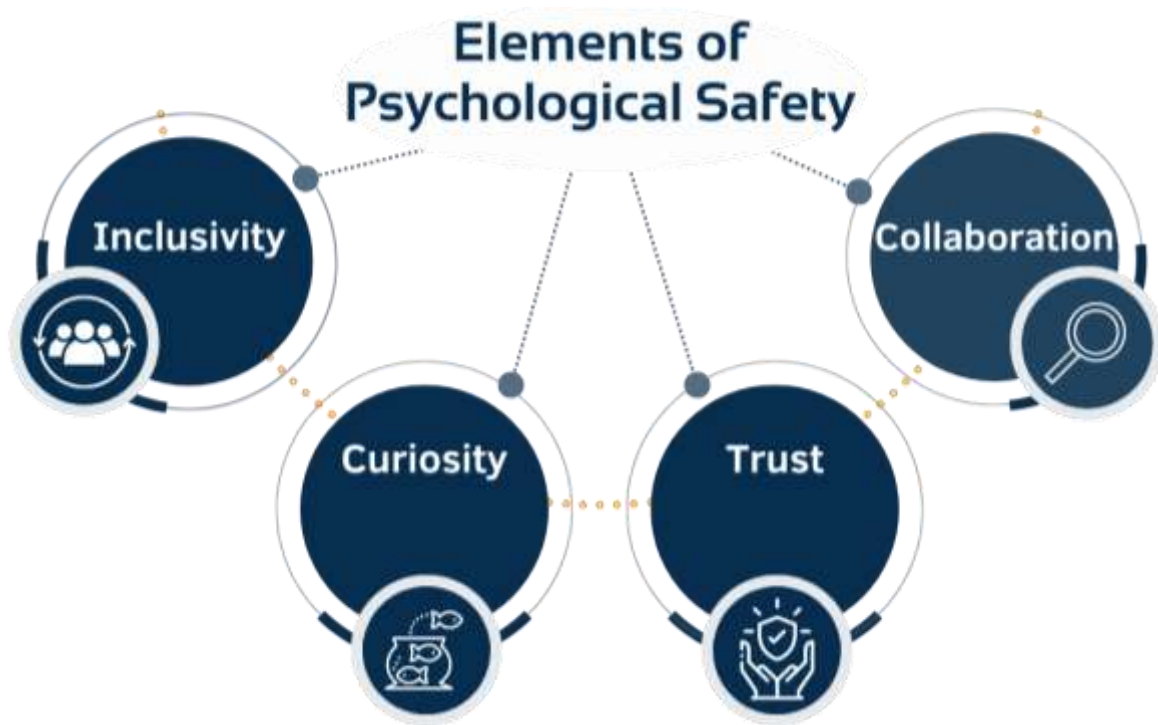 Elements of
Psychological Safety
Inclusivity
Collaboration
Curiosity
Trust